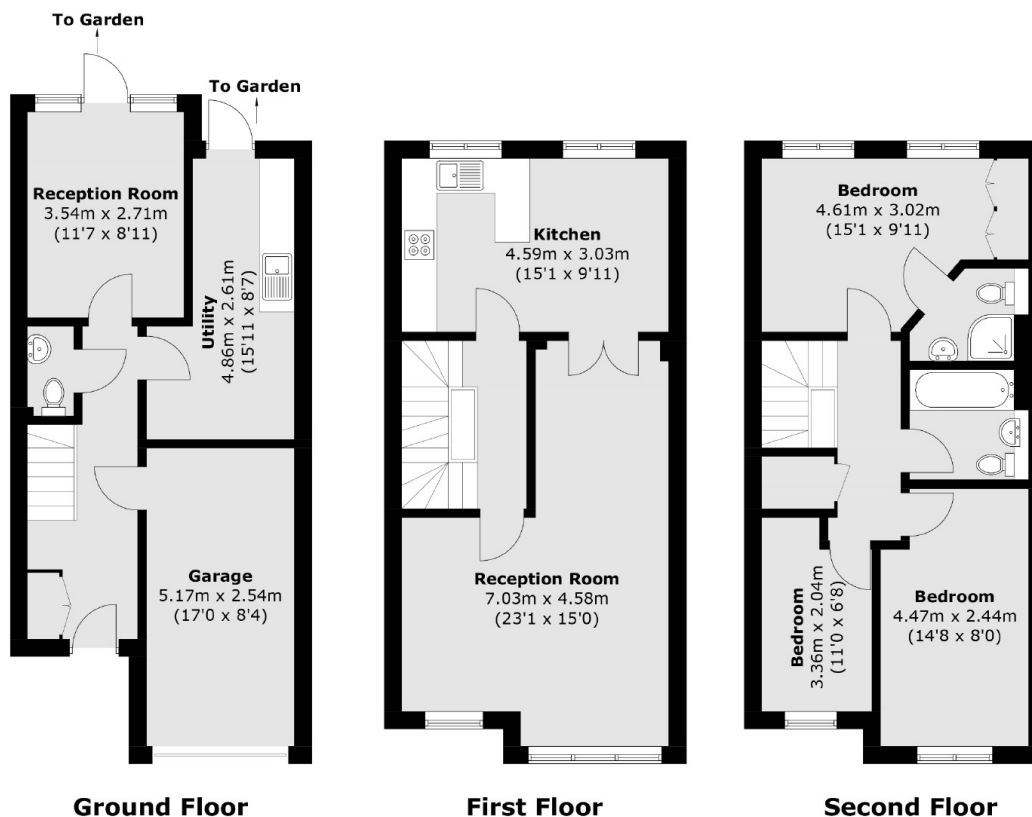 To Garden
To Garden
Reception Room
3.54m x 2.71m
(11'7 x 8'11)
Utility
4.86m x 2.61m
(15'11 x 8'7)
Garage
5.17m x 2.54m
(17'0 x 8'4)
Ground Floor
Kitchen
4.59m x 3.03m
(15'1 x 9'11)
Reception Room
7.03m x 4.58m
(23'1 x 15'0)
First Floor
Bedroom
4.61m x 3.02m
(15'1 x 9'11)
Bedroom
3.36m x 2.04m
(11'0 x 6'8)
Bedroom
4.47m x 2.44m
(14'8 x 8'0)
Second Floor